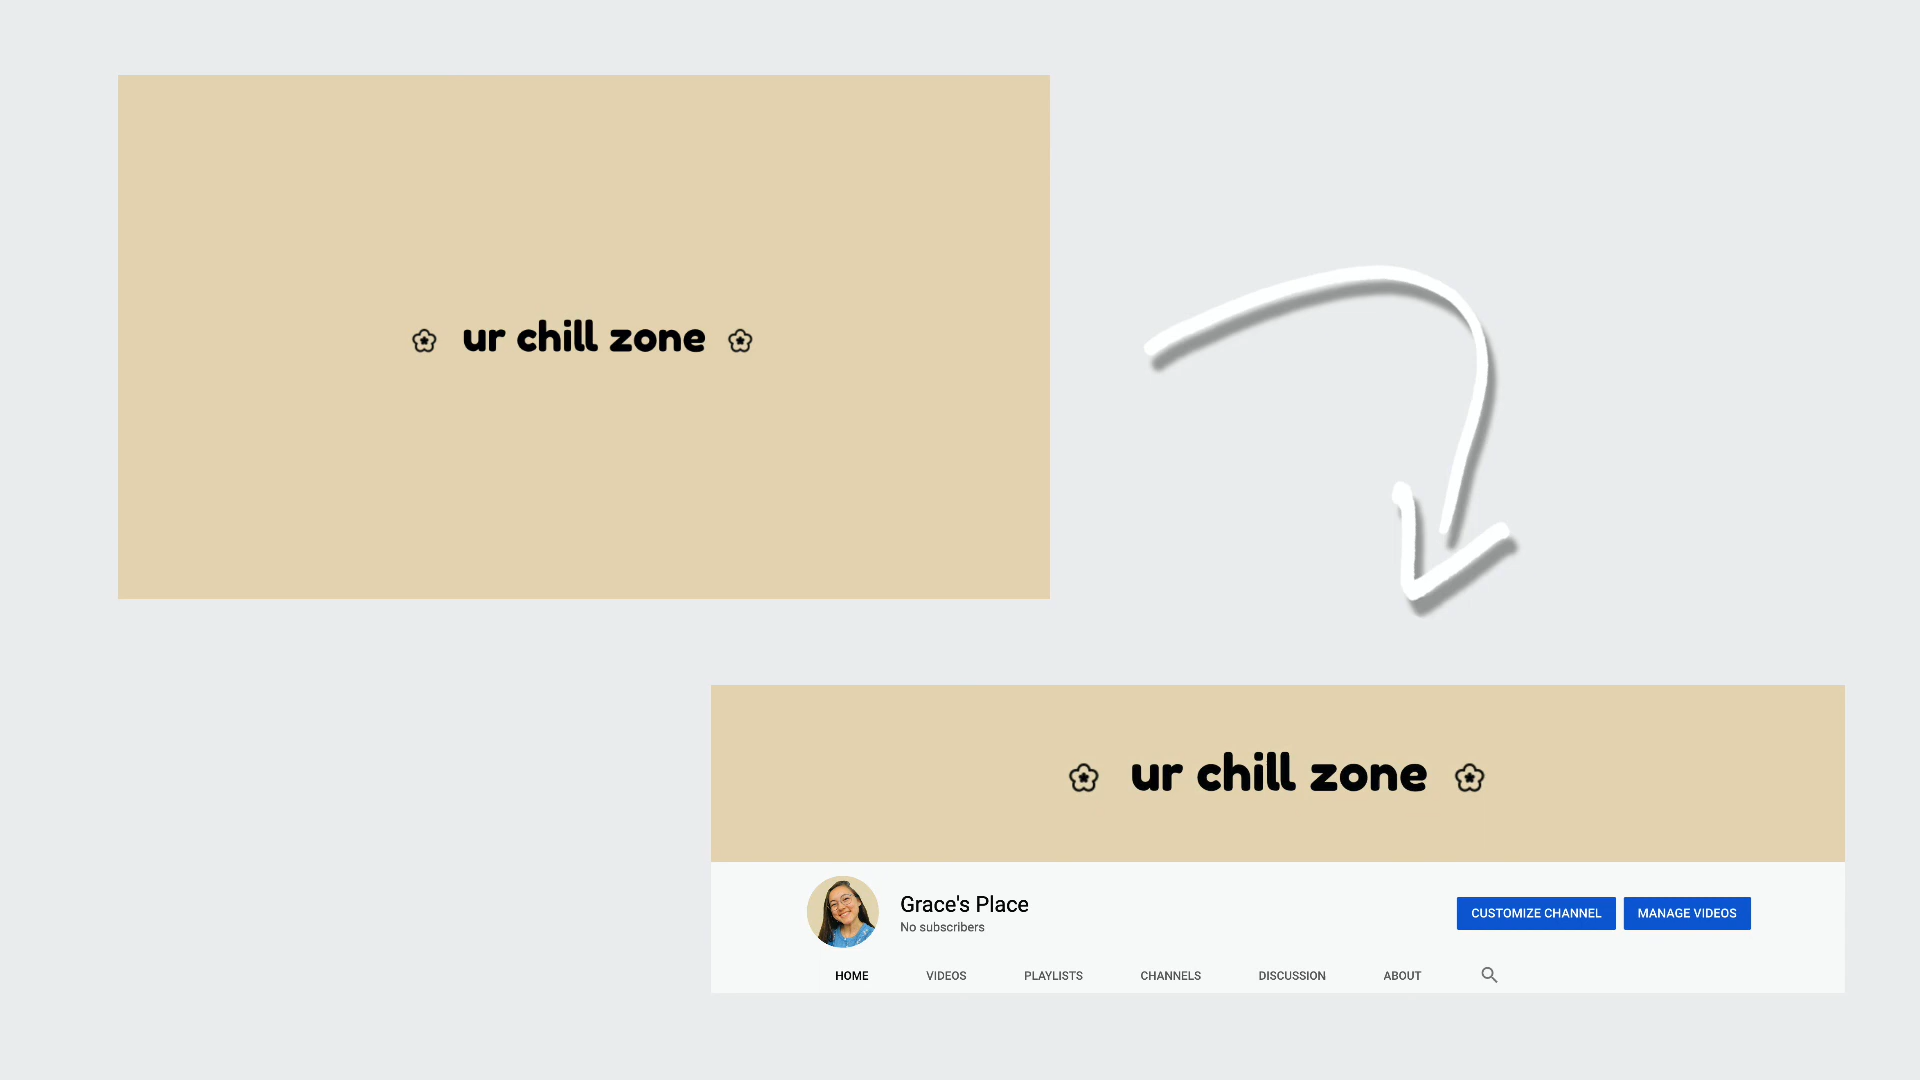 ur chill zone
ur chill zone
Grace's Place
No subscribers
CUSTOMIZE CHANNEL
MANAGE VIDEOS
HOME VIDEOS PLAYLISTS CHANNELS DISCUSSION ABOUT